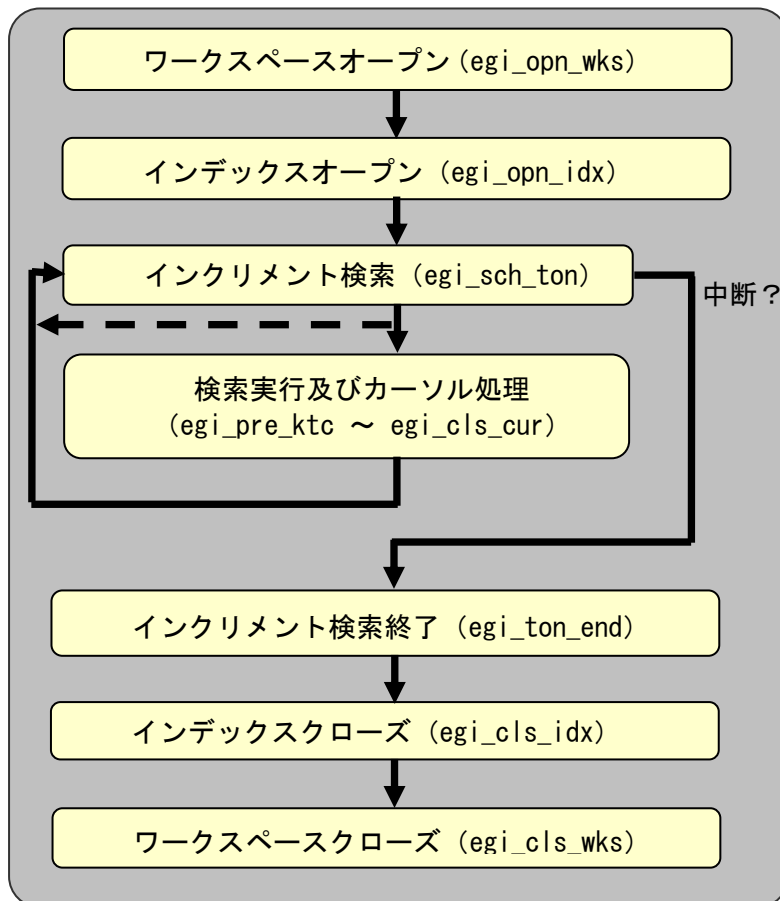 ワークスペースオープン(egi_opn_wks)
インデックスオープン (egi_opn_idx)
インクリメント検索 (egi_sch_ton)
中断?
検索実行及びカーソル処理
(egi_pre_ktc ~ egi_cls_cur)
インクリメント検索終了 (egi_ton_end)
インデックスクローズ (egi_cls_idx)
ワークスペースクローズ (egi_cls_wks)